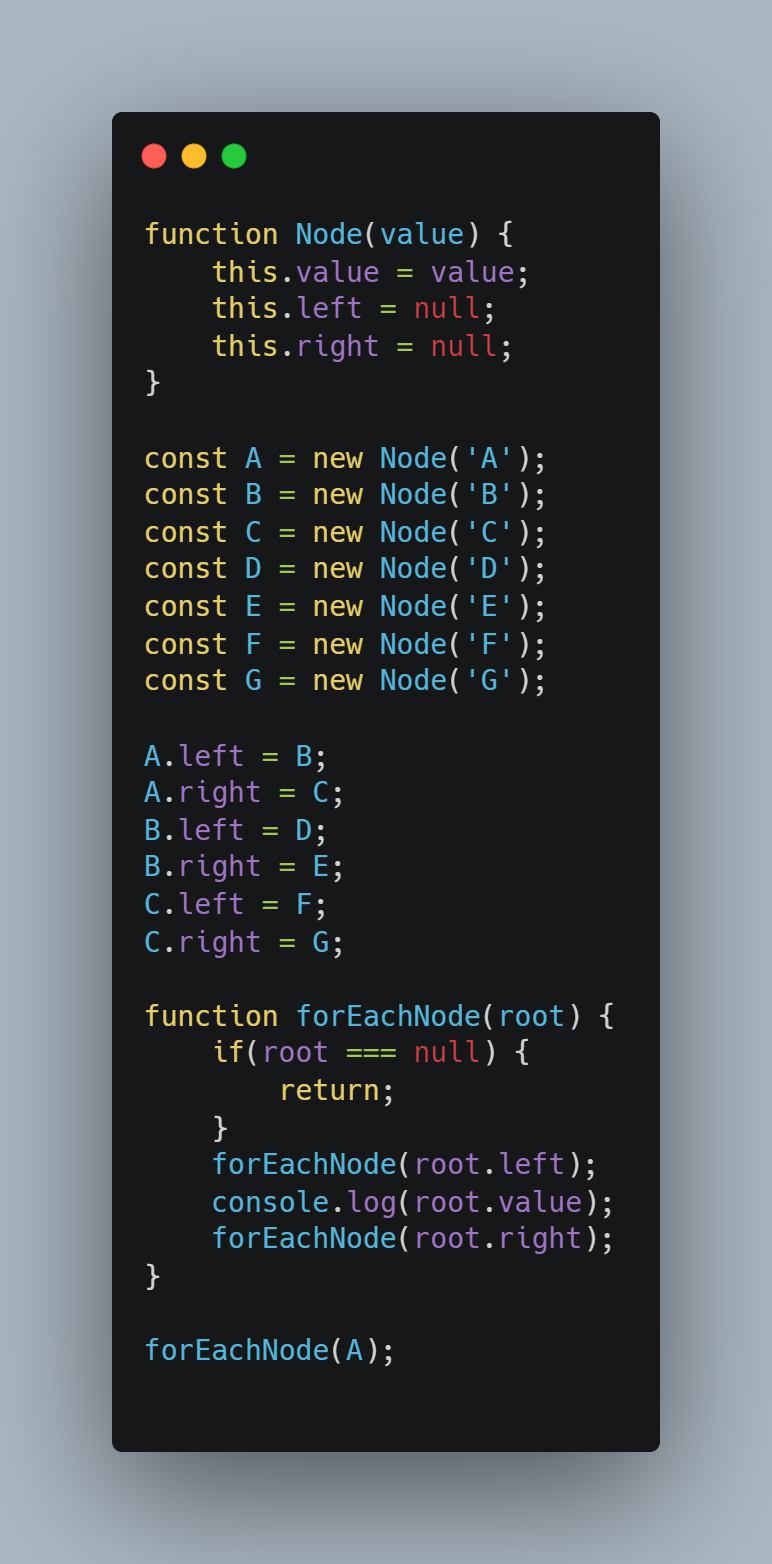 function Node(value) {
    this.value = value;
    this.left = null;
    this.right = null;
}

const A = new Node('A');
const B = new Node('B');
const C = new Node('C');
const D = new Node('D');
const E = new Node('E');
const F = new Node('F');
const G = new Node('G');

A.left = B;
A.right = C;
B.left = D;
B.right = E;
C.left = F;
C.right = G;

function forEachNode(root) {
    if(root === null) {
        return;
    }
    forEachNode(root.left);
    console.log(root.value);
    forEachNode(root.right);
}

forEachNode(A);